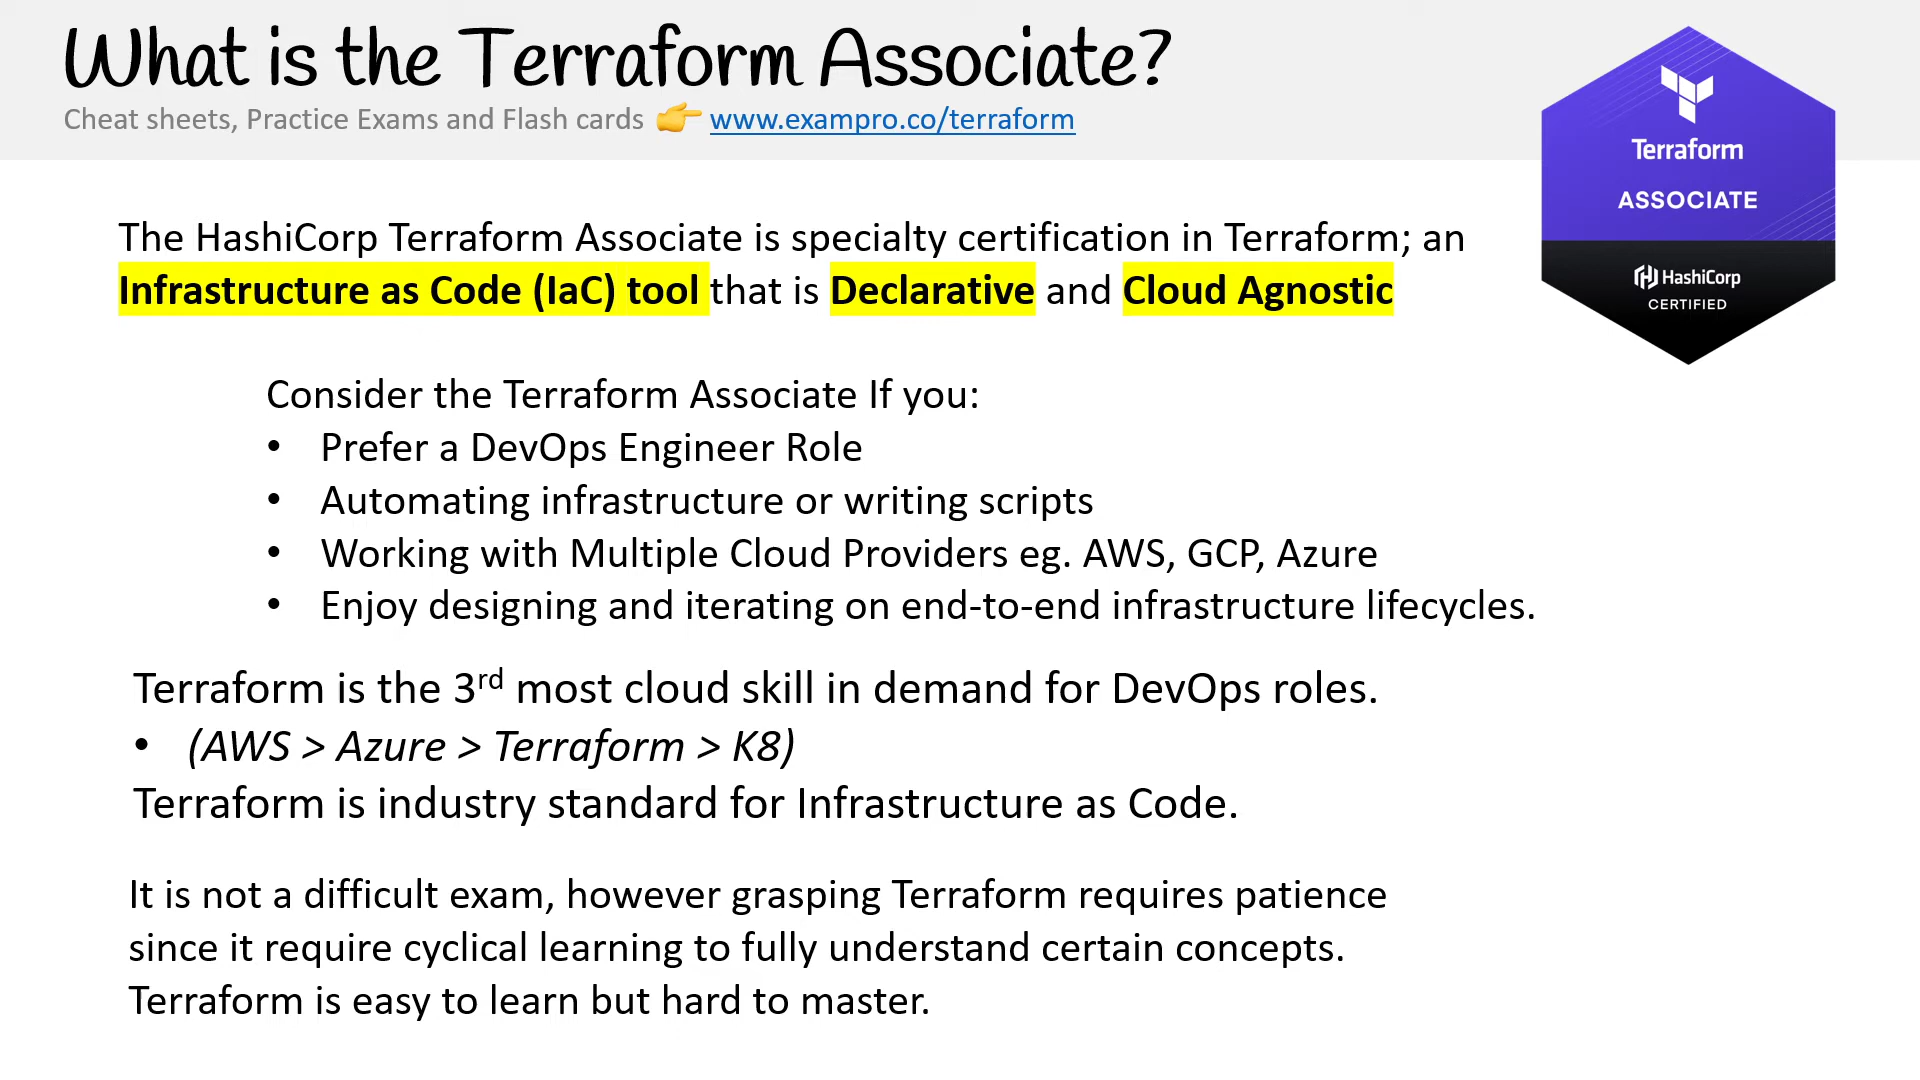 What is the Terraform Associate?
Cheat sheets, Practice Exams and Flash cards 👉 www.exampro.co/terraform
Terraform
ASSOCIATE
HashiCorp
CERTIFIED
The HashiCorp Terraform Associate is specialty certification in Terraform; an
Infrastructure as Code (IaC) tool that is Declarative and Cloud Agnostic
Consider the Terraform Associate If you:
• Prefer a DevOps Engineer Role
• Automating infrastructure or writing scripts
• Working with Multiple Cloud Providers eg. AWS, GCP, Azure
• Enjoy designing and iterating on end-to-end infrastructure lifecycles.
Terraform is the 3rd most cloud skill in demand for DevOps roles.
• (AWS > Azure > Terraform > K8)
Terraform is industry standard for Infrastructure as Code.
It is not a difficult exam, however grasping Terraform requires patience
since it require cyclical learning to fully understand certain concepts.
Terraform is easy to learn but hard to master.